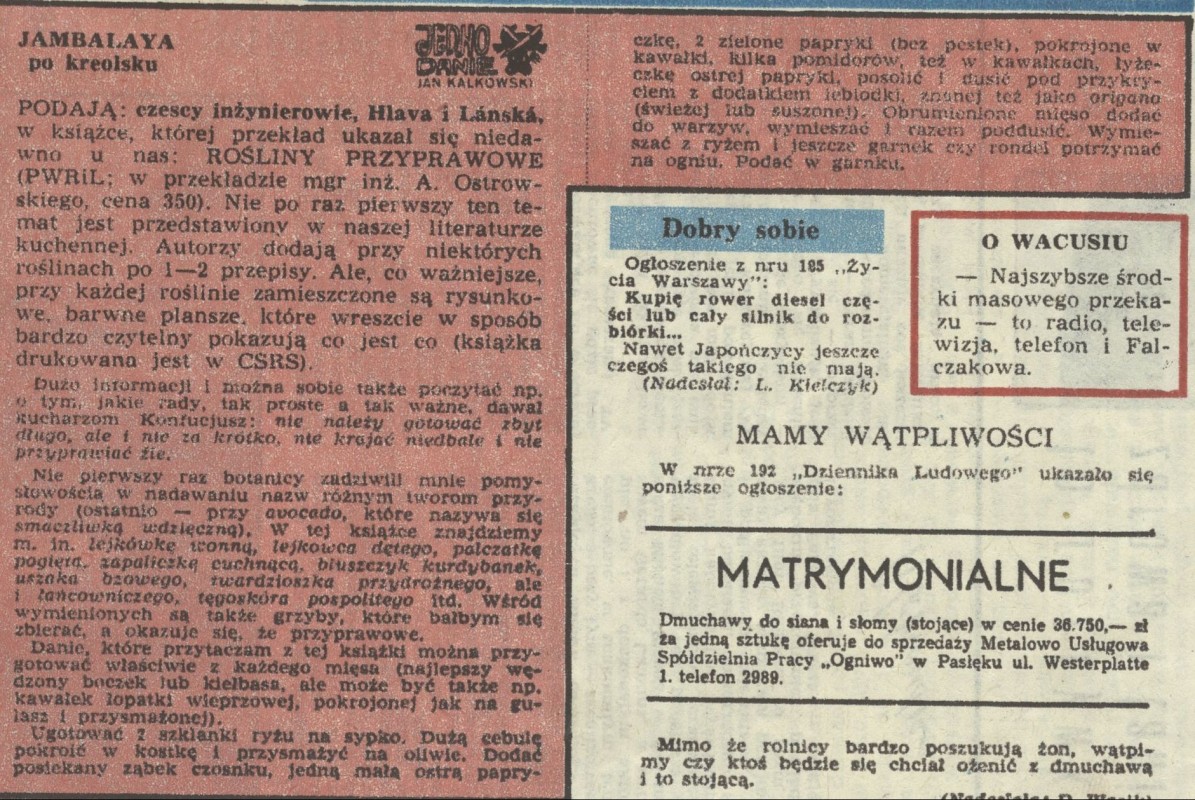 JAMBALAYA
po kreolsku
JEDNO
DANIE
JAN KALKOWSKI
PODAJĄ: czescy inżynierowie, Hlava i Lánská,
w książce, której przekład ukazał się nieda-
wno u nas: ROŚLINY PRZYPRAWOWE
(PWRiL; w przekładzie mgr inż. A. Ostrow-
skiego, cena 350). Nie po raz pierwszy ten te-
mat jest przedstawiony w naszej literaturze
kuchennej. Autorzy dodają przy niektórych
roślinach po 1—2 przepisy. Ale, co ważniejsze,
przy każdej roślinie zamieszczone są rysunko-
we, barwne plansze, które wreszcie w sposób
bardzo czytelny pokazują co jest co (książka
drukowana jest w CSRS).
Dużo informacji i można sobie także poczytać np.
o tym, jakie rady, tak proste a tak ważne, dawał
kucharzom Konfucjusz: nie należy gotować zbyt
długo, ale i nie za krótko, nie krajać niedbale i nie
przyprawiać źle.
Nie pierwszy raz botanicy zadziwili mnie pomy-
słowością w nadawaniu nazw różnym tworom przy-
rody (ostatnio — przy avocado, które nazywa się
smaczliwką wdzięczną). W tej książce znajdziemy
m. in. lejkówkę wonną, lejkowca dętego, palczatkę
pogiętą, zapaliczkę cuchnącą, bluszczyk kurdybanek,
uszaka bzowego, twardzioszka przydrożnego, ale
i łańcowniczego, tęgoskóra pospolitego itd. Wśród
wymienionych są także grzyby, które bałbym się
zbierać, a okazuje się, że przyprawowe.
Danie, które przytaczam z tej książki można przy-
gotować właściwie z każdego mięsa (najlepszy wę-
dzony boczek lub kiełbasa, ale może być także np.
kawałek łopatki wieprzowej, pokrojonej jak na gu-
lasz i przysmażonej).
Ugotować 2 szklanki ryżu na sypko. Dużą cebulę
pokroić w kostkę i przysmażyć na oliwie. Dodać
posiekany ząbek czosnku, jedną małą ostrą papry-
czkę, 2 zielone papryki (bez pestek), pokrojone w
kawałki, kilka pomidorów, też w kawałkach, łyże-
czkę ostrej papryki, posolić i dusić pod przykry-
ciem z dodatkiem lebiodki, znanej też jako origano
(świeżej lub suszonej). Obrumienione mięso dodać
do warzyw, wymieszać i razem poddusić. Wymie-
szać z ryżem i jeszcze garnek czy rondel potrzymać
na ogniu. Podać w garnku.
Dobry sobie
Ogłoszenie z nru 185 „Ży-
cia Warszawy":
Kupię rower diesel czę-
ści lub cały silnik do roz-
biórki...
Nawet Japończycy jeszcze
czegoś takiego nie mają.
(Nadesłał: L. Kiełczyk)
O WACUSIU
— Najszybsze środ-
ki masowego przeka-
zu — to radio, tele-
wizja, telefon i Fal-
czakowa.
MAMY WĄTPLIWOŚCI
W nrze 192 „Dziennika Ludowego" ukazało się
poniższe ogłoszenie:
MATRYMONIALNE
Dmuchawy do siana i słomy (stojące) w cenie 36.750,— zł
za jedną sztukę oferuje do sprzedaży Metalowo Usługowa
Spółdzielnia Pracy „Ogniwo" w Pasłęku ul. Westerplatte
1. telefon 2989.
Mimo że rolnicy bardzo poszukują żon, wątpi-
my czy ktoś będzie się chciał ożenić z dmuchawą
i to stojącą.